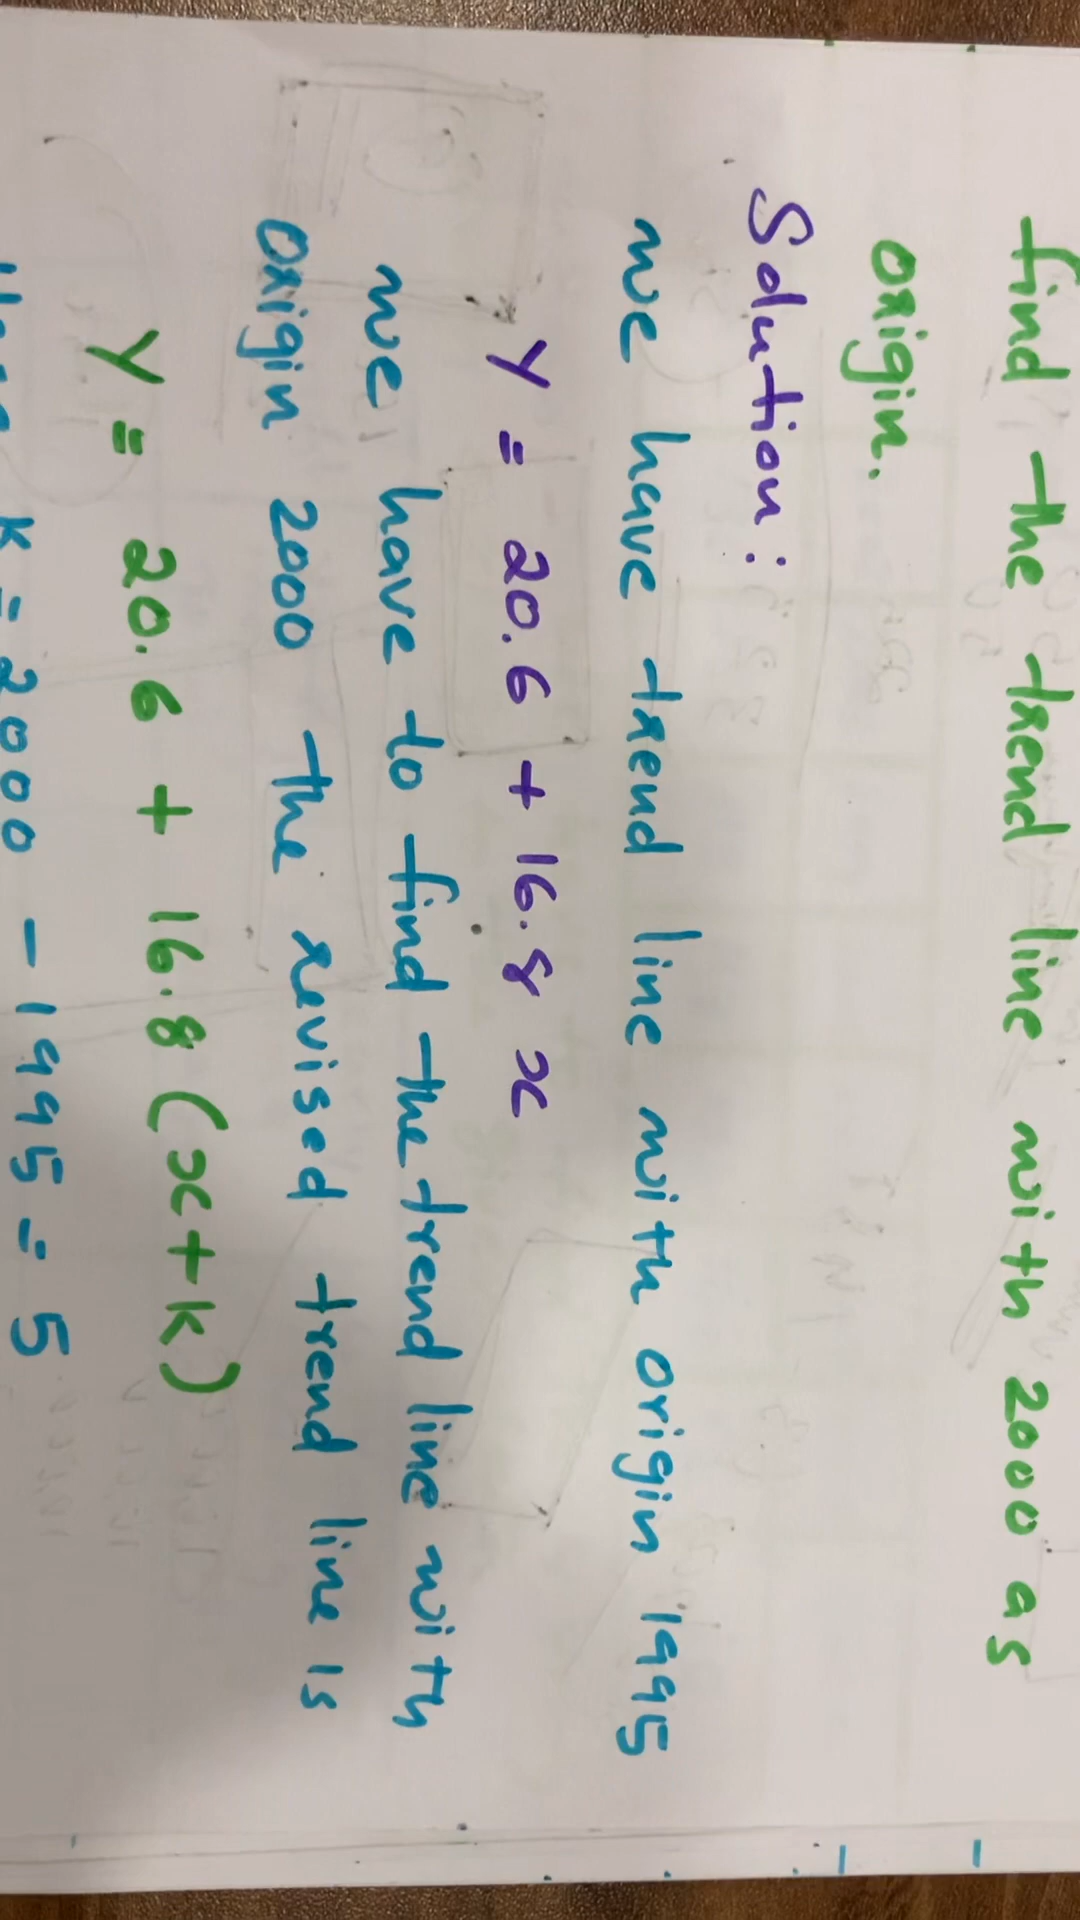 find the trend line with 2000 as
origin.
Solution:
we have trend line with origin 1995
Y = 20.6 + 16.8 x
we have to find the trend line with
origin 2000 the revised trend line is
Y = 20.6 + 16.8 (x+k)
K = 2000 - 1995 = 5